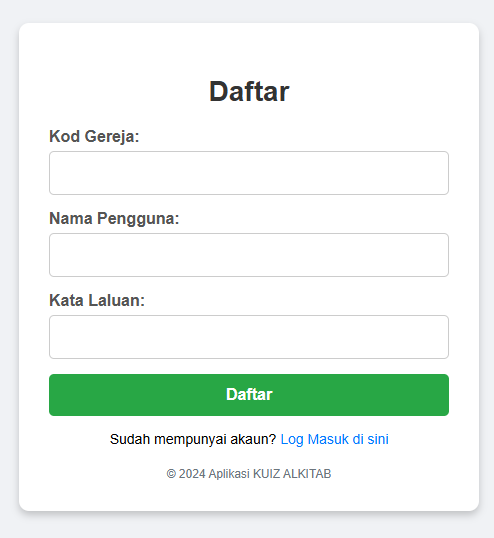 Daftar
Kod Gereja:
Nama Pengguna:
Kata Laluan:
Daftar
Sudah mempunyai akaun? Log Masuk di sini
© 2024 Aplikasi KUIZ ALKITAB